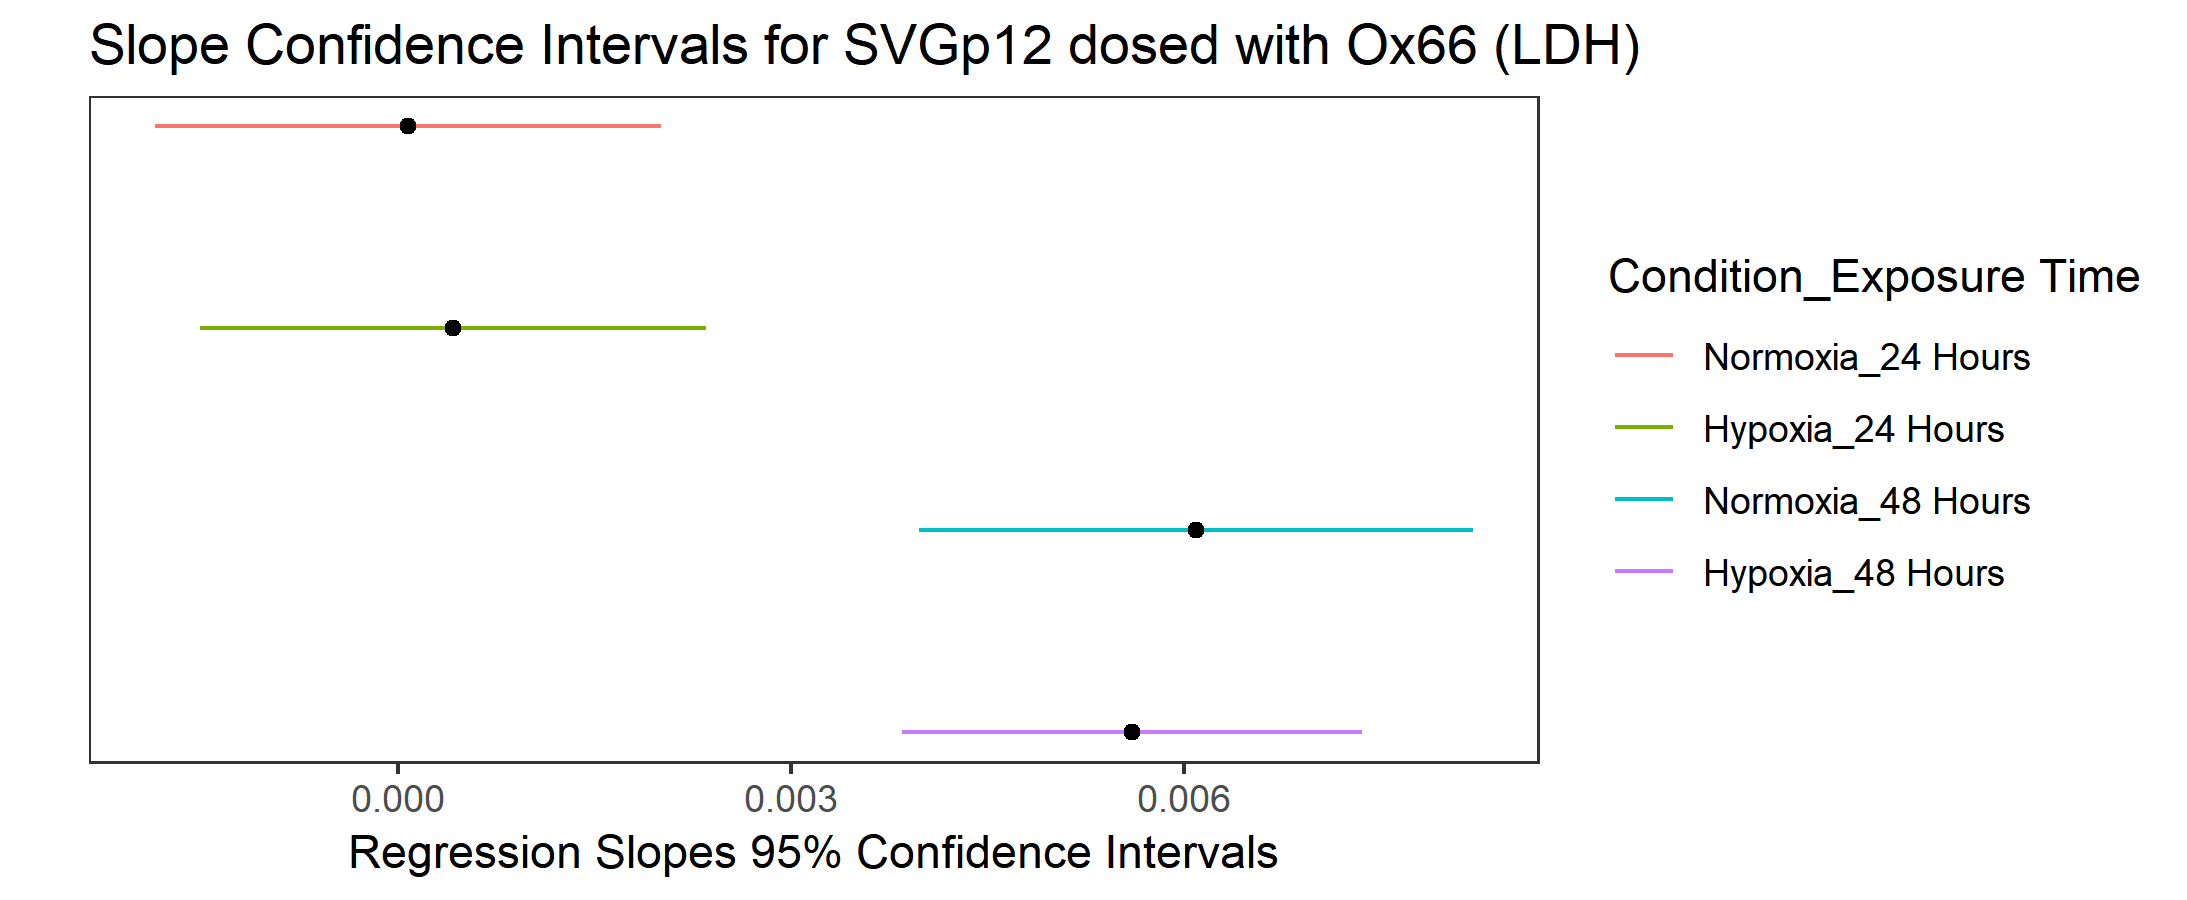 Slope Confidence Intervals for SVGp12 dosed with Ox66 (LDH)
Condition_Exposure Time
Normoxia_24 Hours
Hypoxia_24 Hours
Normoxia_48 Hours
Hypoxia_48 Hours
0.000 0.003 0.006
Regression Slopes 95% Confidence Intervals